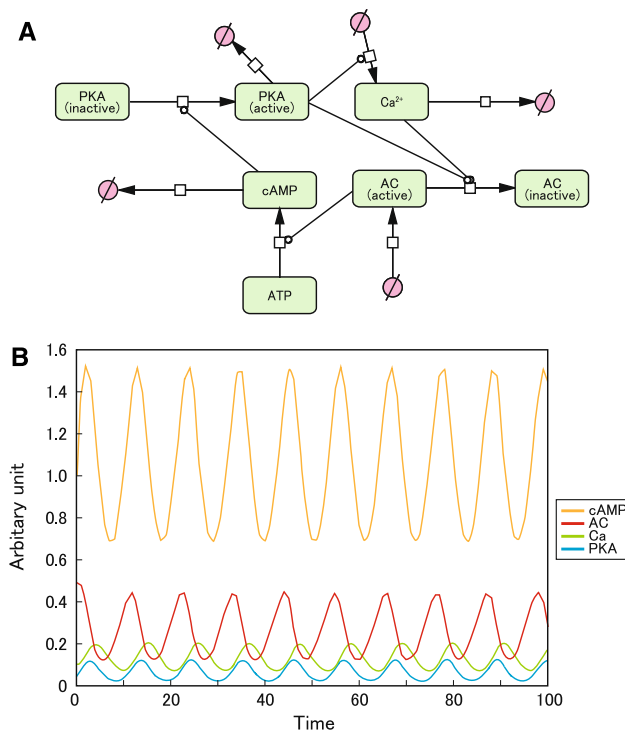 A
PKA
(inactive)
PKA
(active)
Ca²⁺
cAMP
AC
(active)
AC
(inactive)
ATP
B
1.6
1.4
1.2
1.0
0.8
0.6
0.4
0.2
0
Arbitary unit
0
20
40
60
80
100
Time
cAMP
AC
Ca
PKA